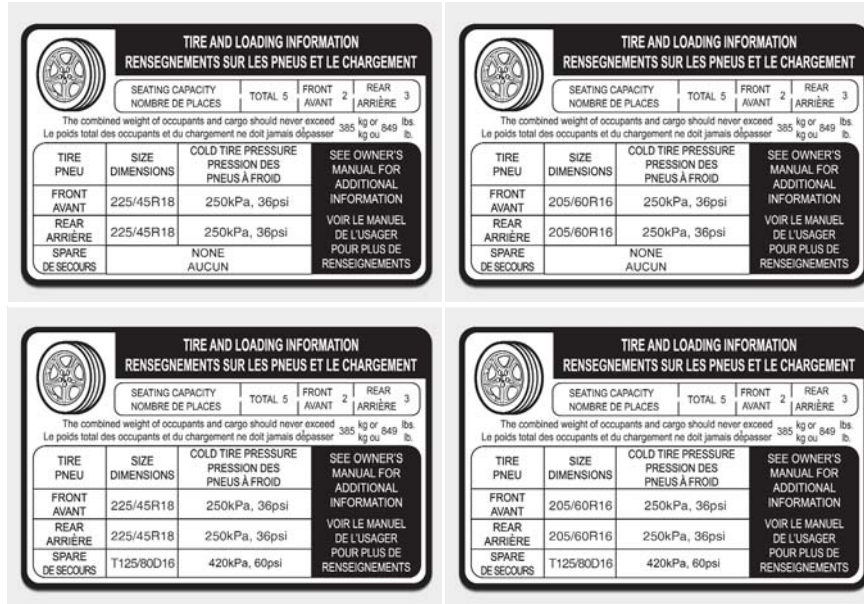 TIRE AND LOADING INFORMATION
RENSEIGNEMENTS SUR LES PNEUS ET LE CHARGEMENT
SEATING CAPACITY
NOMBRE DE PLACES
TOTAL 5
FRONT
AVANT
2
REAR
ARRIÈRE
3
The combined weight of occupants and cargo should never exceed 385 kg or 849 lbs.
Le poids total des occupants et du chargement ne doit jamais dépasser kg ou lb.
TIRE
PNEU
SIZE
DIMENSIONS
COLD TIRE PRESSURE
PRESSION DES
PNEUS À FROID
SEE OWNER'S
MANUAL FOR
ADDITIONAL
INFORMATION
VOIR LE MANUEL
DE L'USAGER
POUR PLUS DE
RENSEIGNEMENTS
FRONT
AVANT
225/45R18
250kPa, 36psi
REAR
ARRIÈRE
225/45R18
250kPa, 36psi
SPARE
DE SECOURS
NONE
AUCUN
TIRE AND LOADING INFORMATION
RENSEIGNEMENTS SUR LES PNEUS ET LE CHARGEMENT
SEATING CAPACITY
NOMBRE DE PLACES
TOTAL 5
FRONT
AVANT
2
REAR
ARRIÈRE
3
The combined weight of occupants and cargo should never exceed 385 kg or 849 lbs.
Le poids total des occupants et du chargement ne doit jamais dépasser kg ou lb.
TIRE
PNEU
SIZE
DIMENSIONS
COLD TIRE PRESSURE
PRESSION DES
PNEUS À FROID
SEE OWNER'S
MANUAL FOR
ADDITIONAL
INFORMATION
VOIR LE MANUEL
DE L'USAGER
POUR PLUS DE
RENSEIGNEMENTS
FRONT
AVANT
205/60R16
250kPa, 36psi
REAR
ARRIÈRE
205/60R16
250kPa, 36psi
SPARE
DE SECOURS
NONE
AUCUN
TIRE AND LOADING INFORMATION
RENSEIGNEMENTS SUR LES PNEUS ET LE CHARGEMENT
SEATING CAPACITY
NOMBRE DE PLACES
TOTAL 5
FRONT
AVANT
2
REAR
ARRIÈRE
3
The combined weight of occupants and cargo should never exceed 385 kg or 849 lbs.
Le poids total des occupants et du chargement ne doit jamais dépasser kg ou lb.
TIRE
PNEU
SIZE
DIMENSIONS
COLD TIRE PRESSURE
PRESSION DES
PNEUS À FROID
SEE OWNER'S
MANUAL FOR
ADDITIONAL
INFORMATION
VOIR LE MANUEL
DE L'USAGER
POUR PLUS DE
RENSEIGNEMENTS
FRONT
AVANT
225/45R18
250kPa, 36psi
REAR
ARRIÈRE
225/45R18
250kPa, 36psi
SPARE
DE SECOURS
T125/80D16
420kPa, 60psi
TIRE AND LOADING INFORMATION
RENSEIGNEMENTS SUR LES PNEUS ET LE CHARGEMENT
SEATING CAPACITY
NOMBRE DE PLACES
TOTAL 5
FRONT
AVANT
2
REAR
ARRIÈRE
3
The combined weight of occupants and cargo should never exceed 385 kg or 849 lbs.
Le poids total des occupants et du chargement ne doit jamais dépasser kg ou lb.
TIRE
PNEU
SIZE
DIMENSIONS
COLD TIRE PRESSURE
PRESSION DES
PNEUS À FROID
SEE OWNER'S
MANUAL FOR
ADDITIONAL
INFORMATION
VOIR LE MANUEL
DE L'USAGER
POUR PLUS DE
RENSEIGNEMENTS
FRONT
AVANT
205/60R16
250kPa, 36psi
REAR
ARRIÈRE
205/60R16
250kPa, 36psi
SPARE
DE SECOURS
T125/80D16
420kPa, 60psi